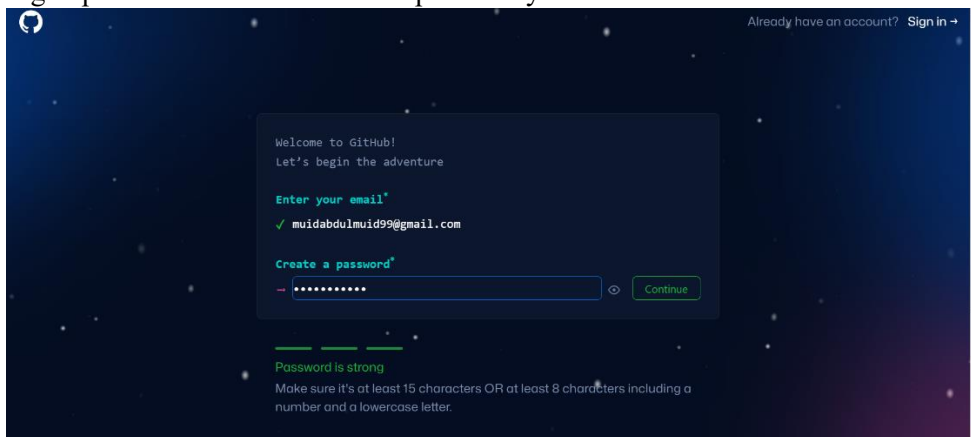 Already have an account? Sign in →
Welcome to GitHub!
Let's begin the adventure
Enter your email*
✓ muidabdulmuid99@gmail.com
Create a password*
→ •••••••••••
Continue
Password is strong
Make sure it's at least 15 characters OR at least 8 characters including a
number and a lowercase letter.